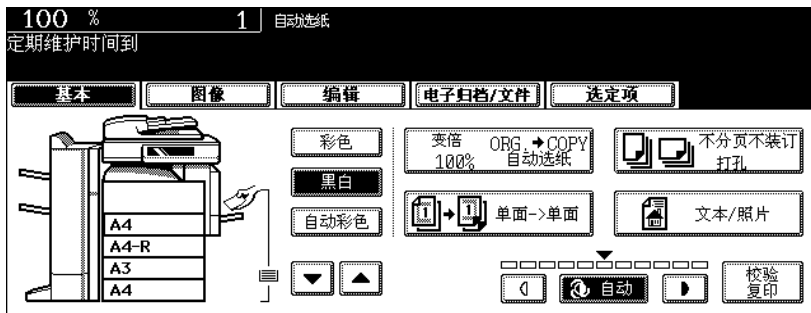 100 % 1 自动选纸
定期维护时间到
基本 图像 编辑 电子归档/文件 选定项
彩色
黑白
自动彩色
变倍 ORG.→COPY
100% 自动选纸
不分页不装订
打孔
1→1 单面->单面
文本/照片
A4
A4-R
A3
A4
自动
校验
复印